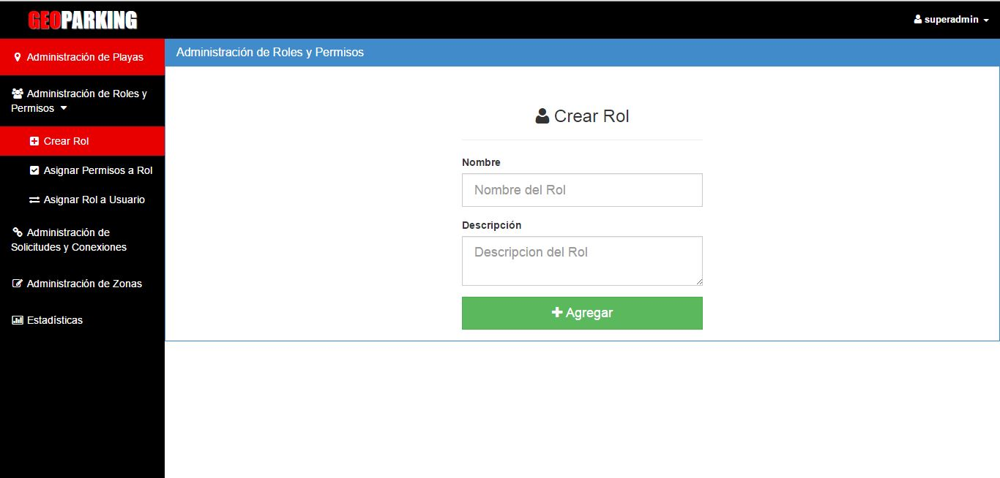 GEOPARKING
superadmin
Administración de Playas
Administración de Roles y
Permisos
Crear Rol
Asignar Permisos a Rol
Asignar Rol a Usuario
Administración de
Solicitudes y Conexiones
Administración de Zonas
Estadísticas
Administración de Roles y Permisos
Crear Rol
Nombre
Nombre del Rol
Descripción
Descripcion del Rol
Agregar